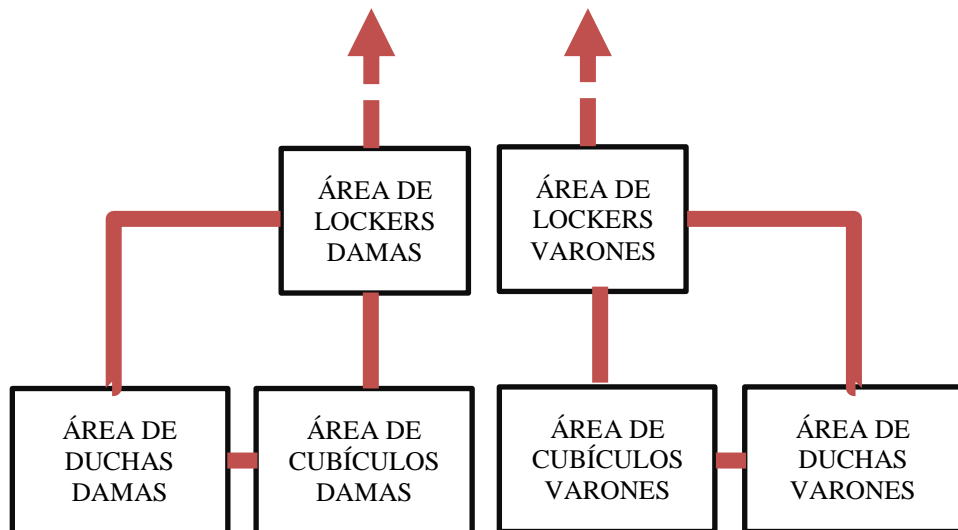 ÁREA DE
LOCKERS
DAMAS
ÁREA DE
LOCKERS
VARONES
ÁREA DE
DUCHAS
DAMAS
ÁREA DE
CUBÍCULOS
DAMAS
ÁREA DE
CUBÍCULOS
VARONES
ÁREA DE
DUCHAS
VARONES